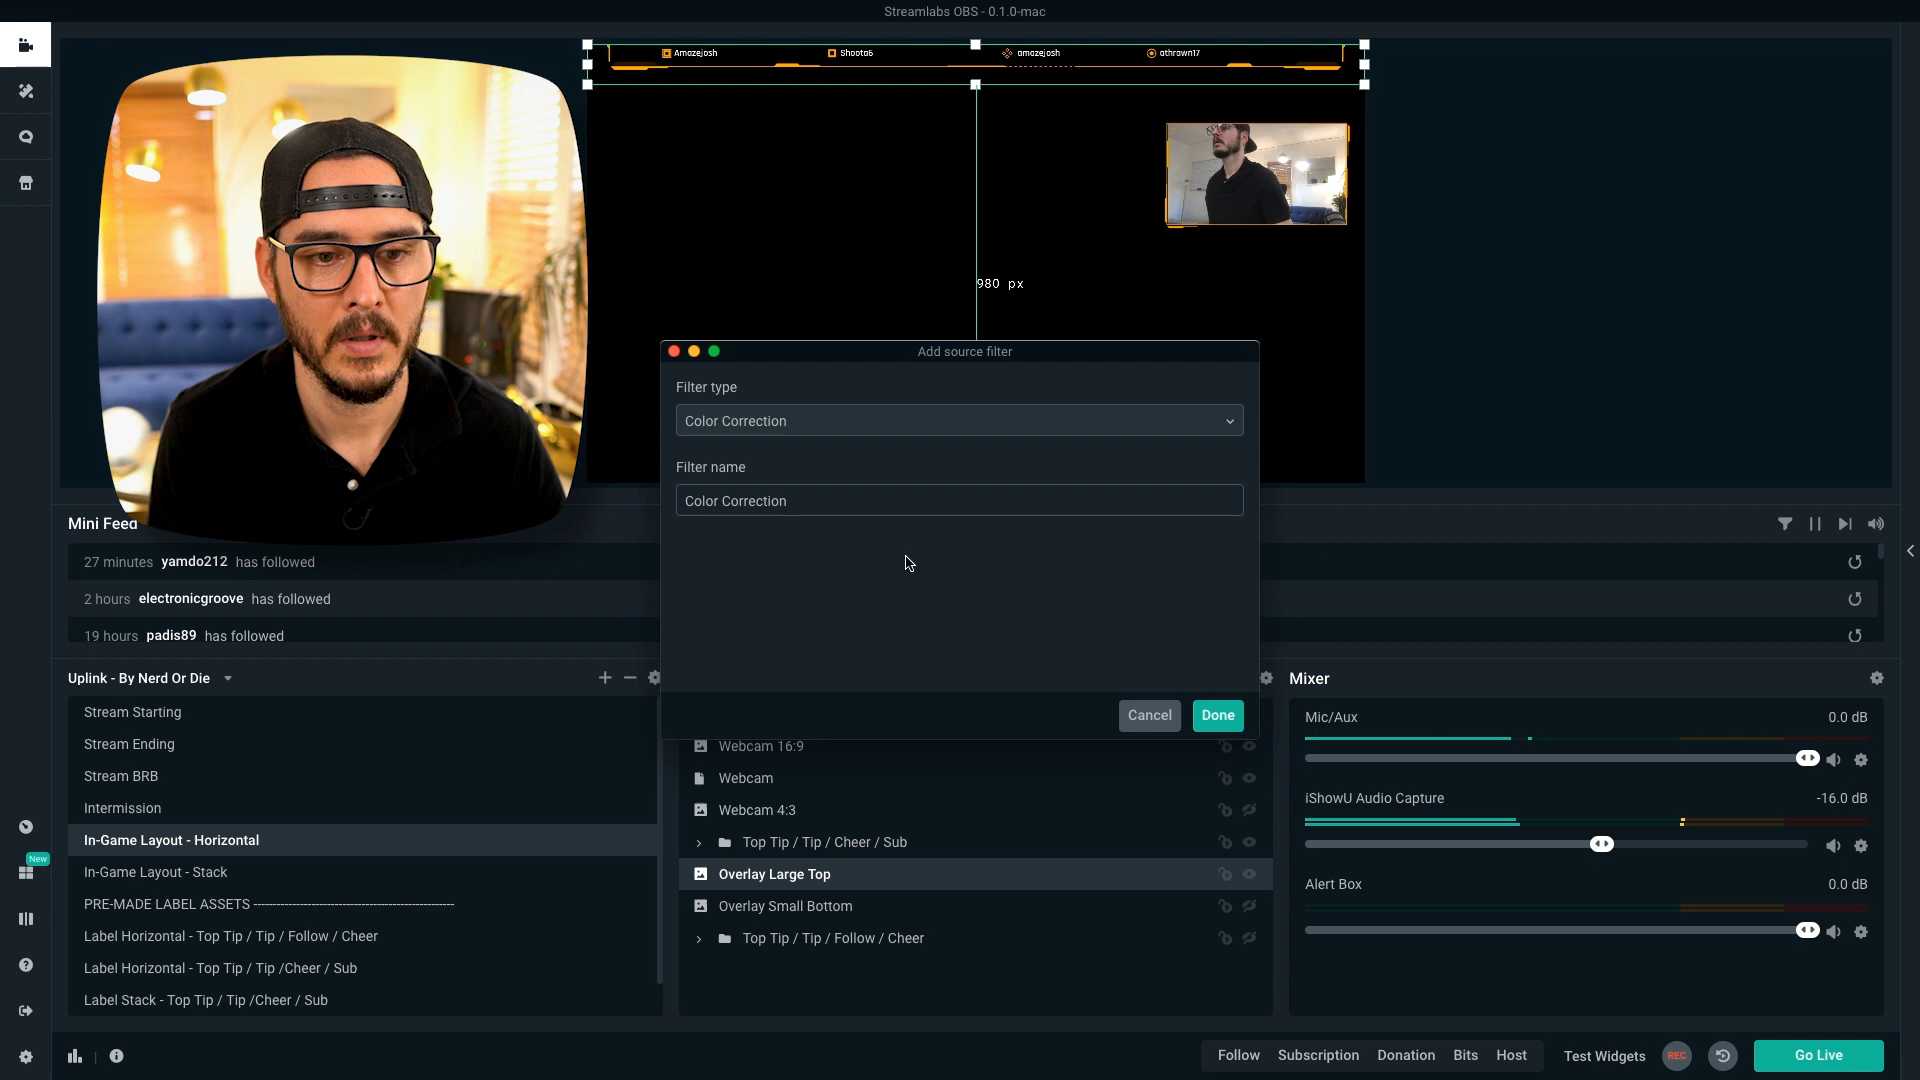 Streamlabs OBS - 0.1.0-mac
Amazejosh
Shoota6
amazejosh
athrawn17
980 px
Add source filter
Filter type
Color Correction
Filter name
Color Correction
Cancel
Done
Mini Feed
27 minutes yamdo212 has followed
2 hours electronicgroove has followed
19 hours padis89 has followed
Uplink - By Nerd Or Die
Stream Starting
Stream Ending
Stream BRB
Intermission
In-Game Layout - Horizontal
In-Game Layout - Stack
PRE-MADE LABEL ASSETS --------------------------------------------------
Label Horizontal - Top Tip / Tip / Follow / Cheer
Label Horizontal - Top Tip / Tip /Cheer / Sub
Label Stack - Top Tip / Tip /Cheer / Sub
Webcam 16:9
Webcam
Webcam 4:3
Top Tip / Tip / Cheer / Sub
Overlay Large Top
Overlay Small Bottom
Top Tip / Tip / Follow / Cheer
Mixer
Mic/Aux 0.0 dB
iShowU Audio Capture -16.0 dB
Alert Box 0.0 dB
New
Follow Subscription Donation Bits Host
Test Widgets
REC
Go Live